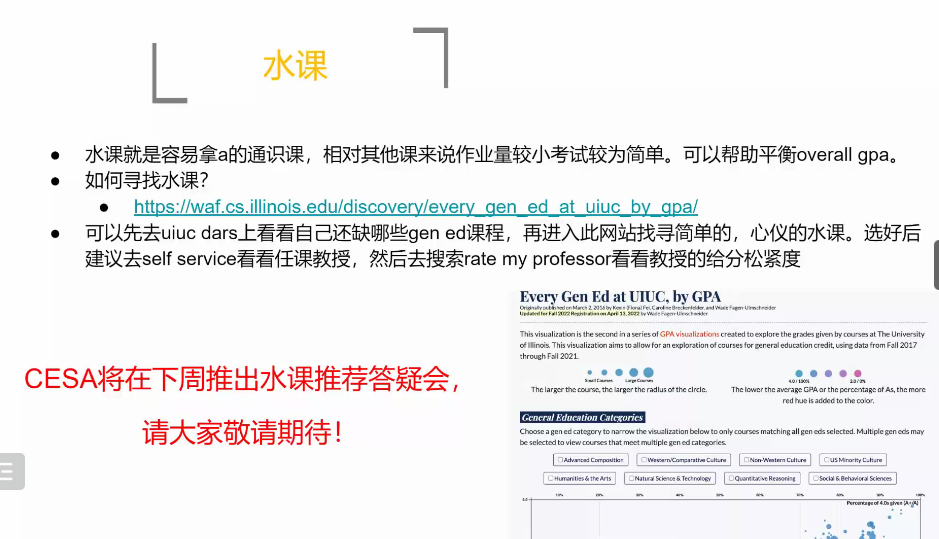 水课
● 水课就是容易拿a的通识课，相对其他课来说作业量较小考试较为简单。可以帮助平衡overall gpa。
● 如何寻找水课？
● https://waf.cs.illinois.edu/discovery/every_gen_ed_at_uiuc_by_gpa/
● 可以先去uiuc dars上看看自己还缺哪些gen ed课程，再进入此网站找寻简单的，心仪的水课。选好后
建议去self service看看任课教授，然后去搜索rate my professor看看教授的给分松紧度
CESA将在下周推出水课推荐答疑会，
请大家敬请期待！
Every Gen Ed at UIUC, by GPA
Originally published on March 2, 2016 by Kevin (Fiona) Pei, Caroline Breckenfelder, and Wade Fagen-Ulmschneider
Updated for Fall 2022 Registration on April 13, 2022 by Wade Fagen-Ulmschneider
This visualization is the second in a series of GPA visualizations created to explore the grades given by courses at The University
of Illinois. This visualization aims to allow for an exploration of courses for general education credit, using data from Fall 2017
through Fall 2021.
Small Courses Large Courses
The larger the course, the larger the radius of the circle.
4.0 / 100% 2.0 / 0%
The lower the average GPA or the percentage of As, the more
red hue is added to the color.
General Education Categories
Choose a gen ed category to narrow the visualization below to only courses matching all gen eds selected. Multiple gen eds may
be selected to view courses that meet multiple gen ed categories.
Advanced Composition Western/Comparative Culture Non-Western Culture US Minority Culture
Humanities & the Arts Natural Science & Technology Quantitative Reasoning Social & Behavioral Sciences
10% 20% 30% 40% 50% 60% 70% 80% 90% 100%
4.0
Percentage of 4.0s given (A+/A)